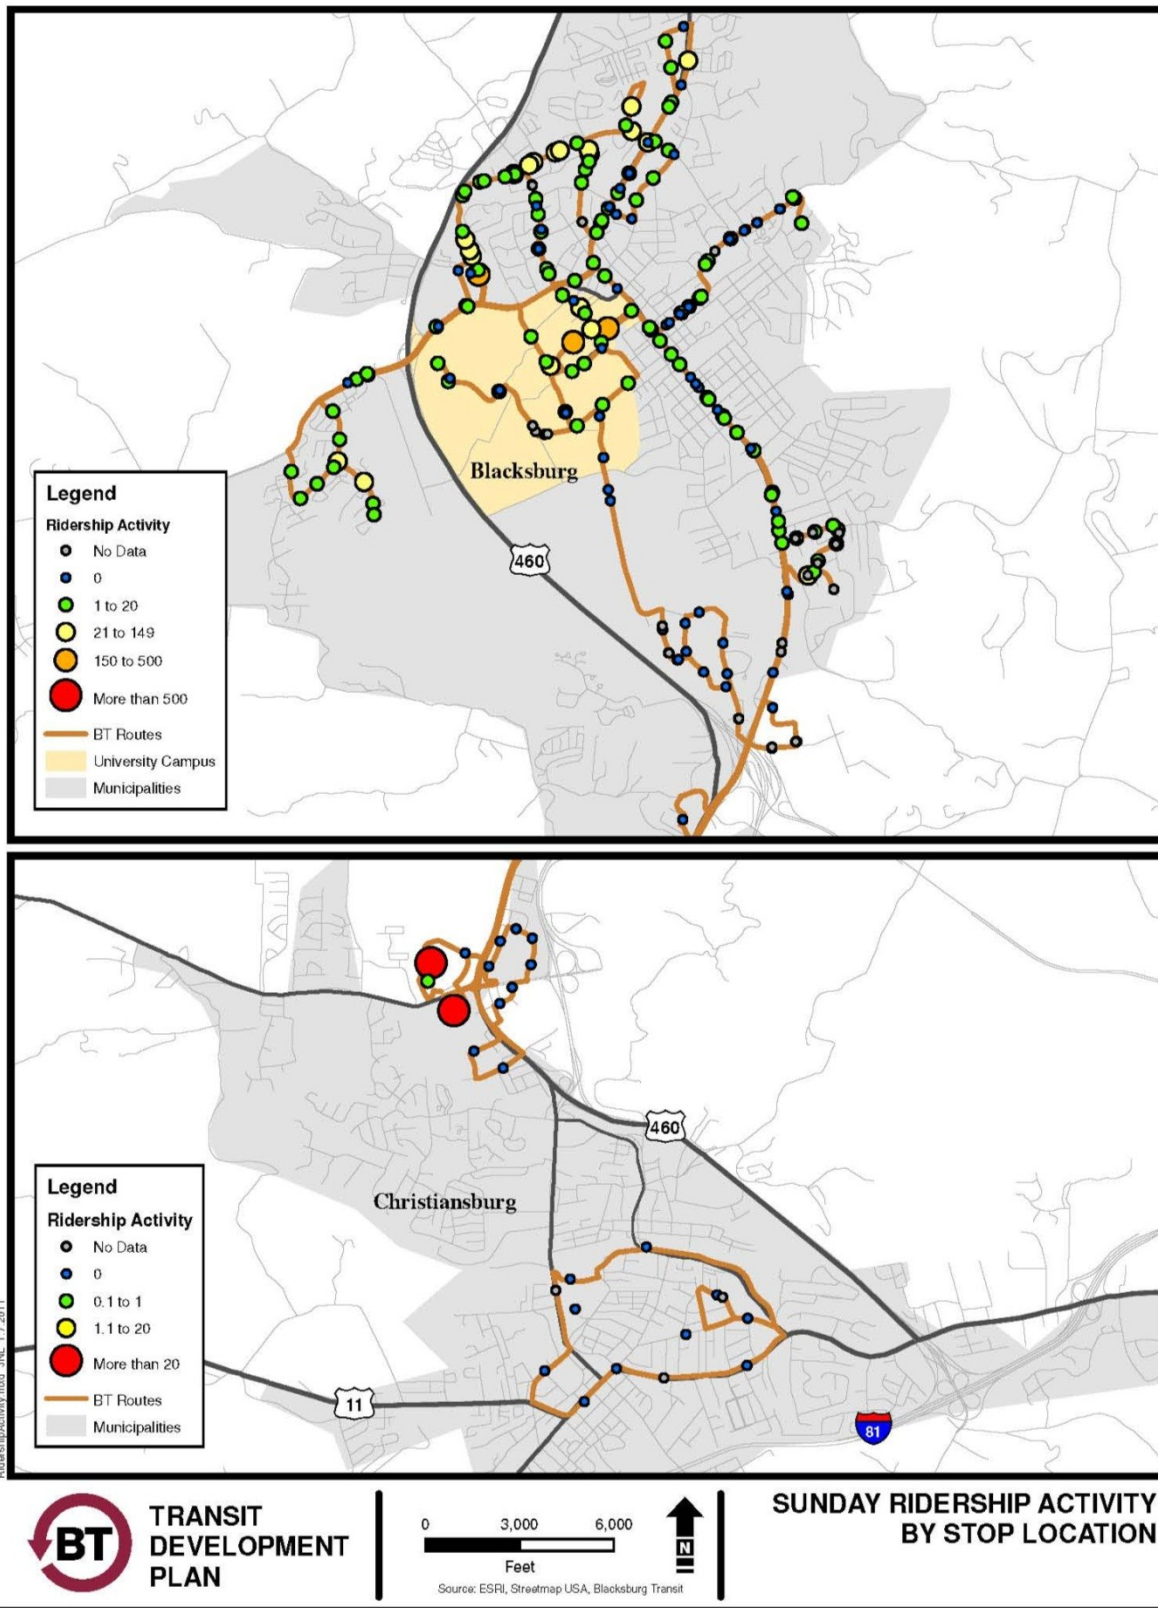 460
Blacksburg
Legend
Ridership Activity
No Data
0
1 to 20
21 to 149
150 to 500
More than 500
BT Routes
University Campus
Municipalities
460
Christiansburg
11
81
Legend
Ridership Activity
No Data
0
0.1 to 1
1.1 to 20
More than 20
BT Routes
Municipalities
BT
TRANSIT
DEVELOPMENT
PLAN
0 3,000 6,000
Feet
N
Source: ESRI, Streetmap USA, Blacksburg Transit
SUNDAY RIDERSHIP ACTIVITY
BY STOP LOCATION